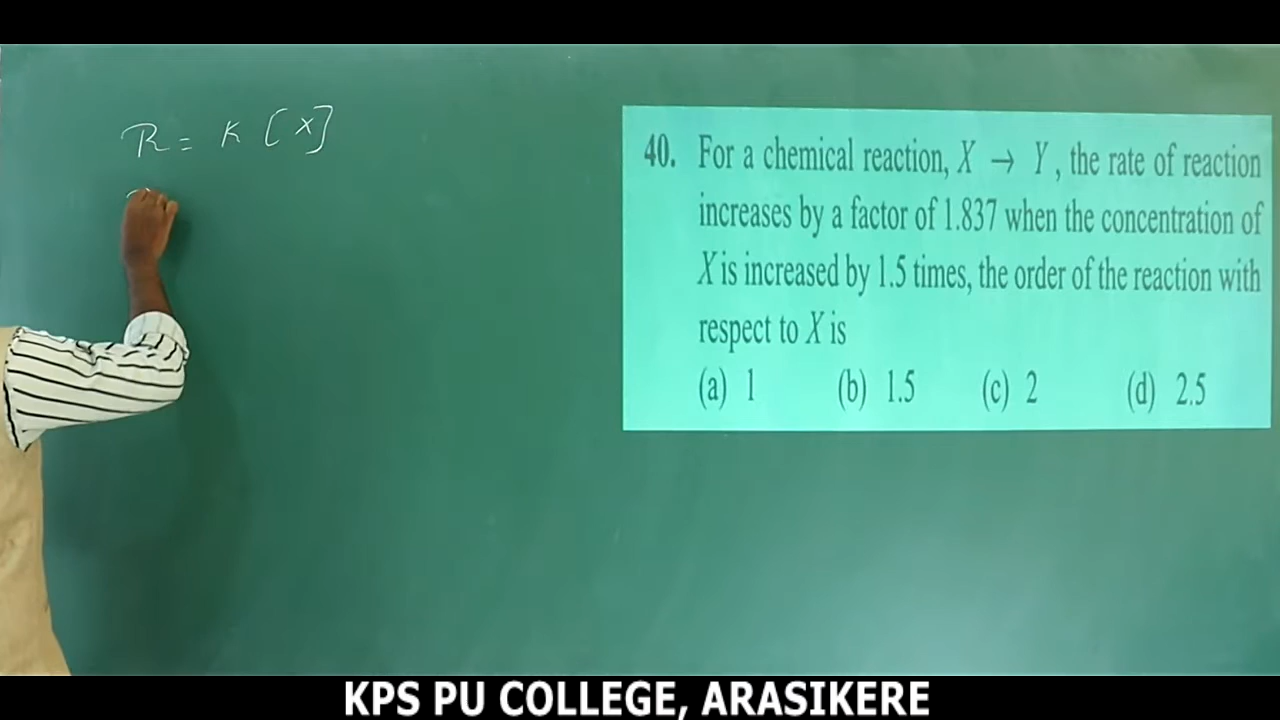 R = K [X]
40. For a chemical reaction, X → Y, the rate of reaction
increases by a factor of 1.837 when the concentration of
X is increased by 1.5 times, the order of the reaction with
respect to X is
(a) 1 (b) 1.5 (c) 2 (d) 2.5
KPS PU COLLEGE, ARASIKERE